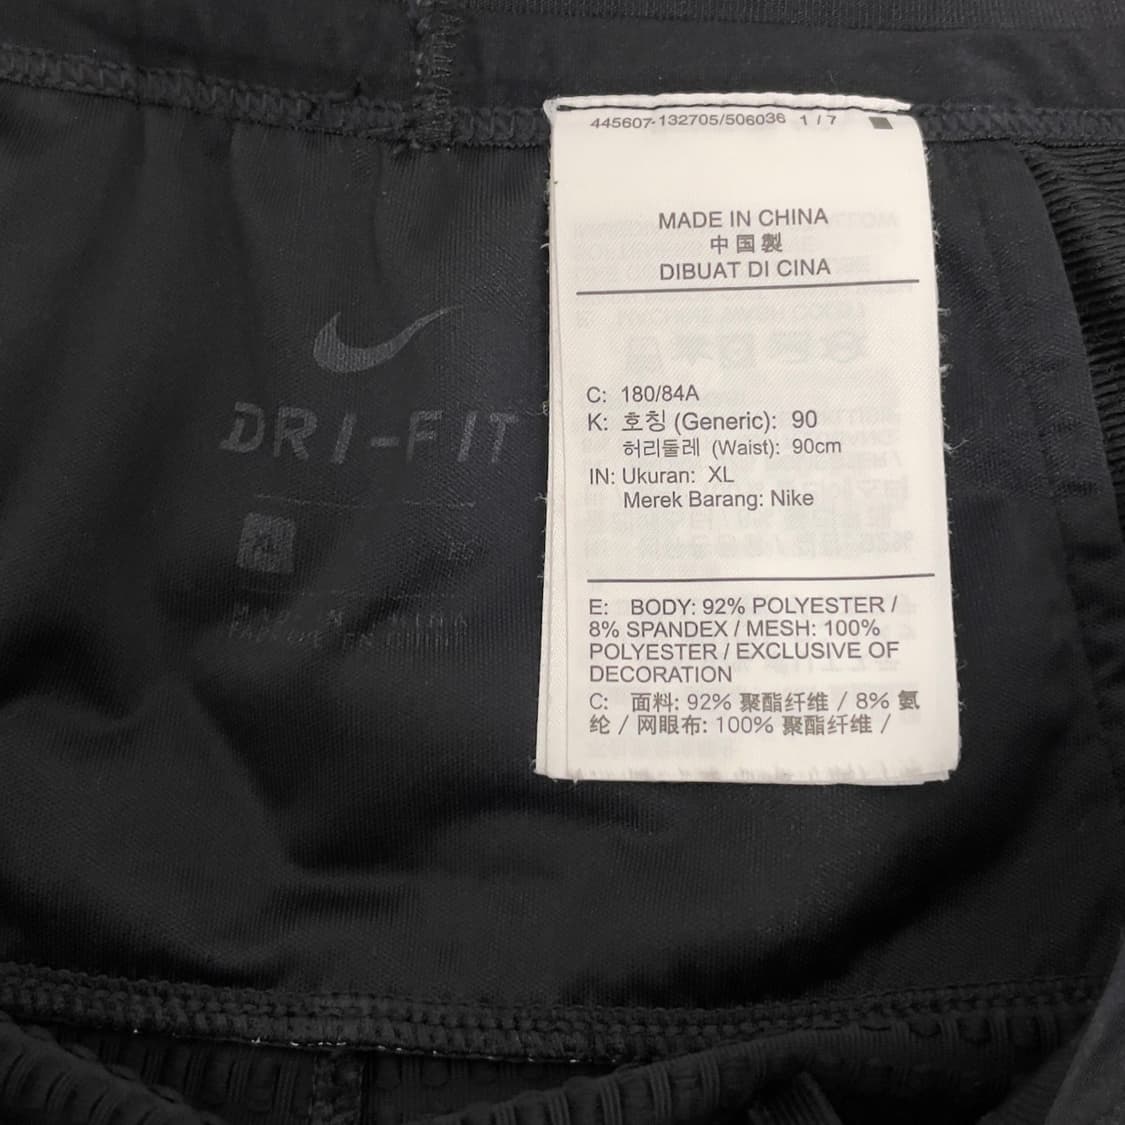 445607-132705/506036 1 / 7
MADE IN CHINA
中国製
DIBUAT DI CINA
C: 180/84A
K: 호칭 (Generic): 90
허리둘레 (Waist): 90cm
IN: Ukuran: XL
Merek Barang: Nike
E: BODY: 92% POLYESTER /
8% SPANDEX / MESH: 100%
POLYESTER / EXCLUSIVE OF
DECORATION
C: 面料: 92% 聚酯纤维 / 8% 氨
纶 / 网眼布: 100% 聚酯纤维 /
DRI-FIT
XL